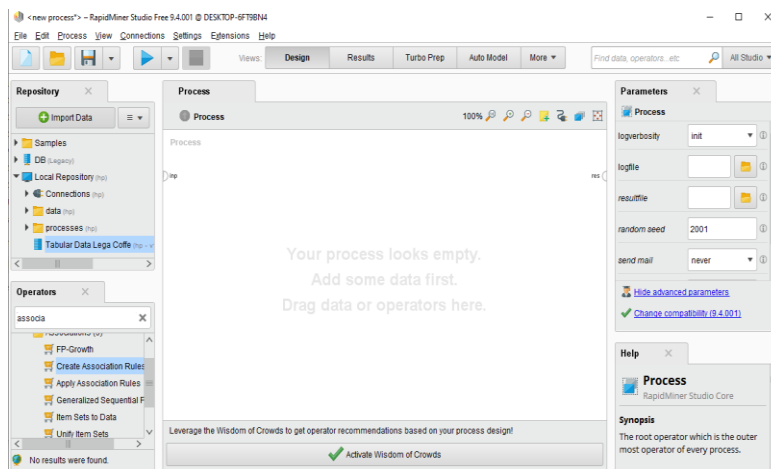 <new process*> – RapidMiner Studio Free 9.4.001 @ DESKTOP-6FT9BN4
File Edit Process View Connections Settings Extensions Help
Views: Design Results Turbo Prep Auto Model More
Find data, operators...etc All Studio
Repository
Import Data
Samples
DB (Legacy)
Local Repository (hp)
Connections (hp)
data (hp)
processes (hp)
Tabular Data Lega Coffe (hp - v
Operators
associa
FP-Growth
Create Association Rules
Apply Association Rules
Generalized Sequential P
Item Sets to Data
Unify Item Sets
No results were found.
Process
Process
100%
Process
inp
res
Your process looks empty.
Add some data first.
Drag data or operators here.
Leverage the Wisdom of Crowds to get operator recommendations based on your process design!
Activate Wisdom of Crowds
Parameters
Process
logverbosity init
logfile
resultfile
random seed 2001
send mail never
Hide advanced parameters
Change compatibility (9.4.001)
Help
Process
RapidMiner Studio Core
Synopsis
The root operator which is the outer
most operator of every process.